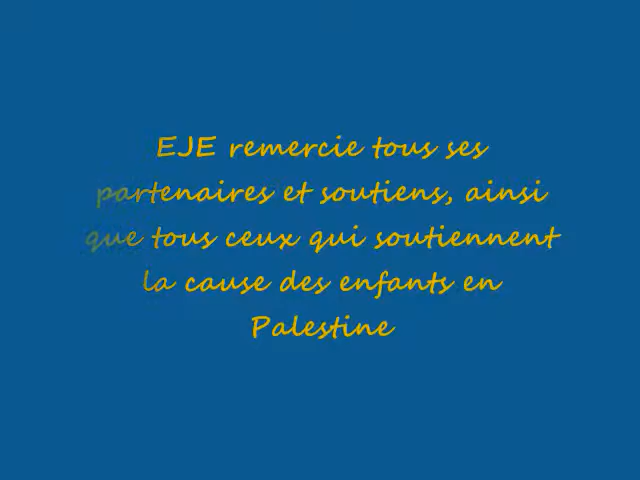 EJE remercie tous ses
partenaires et soutiens, ainsi
que tous ceux qui soutiennent
la cause des enfants en
Palestine